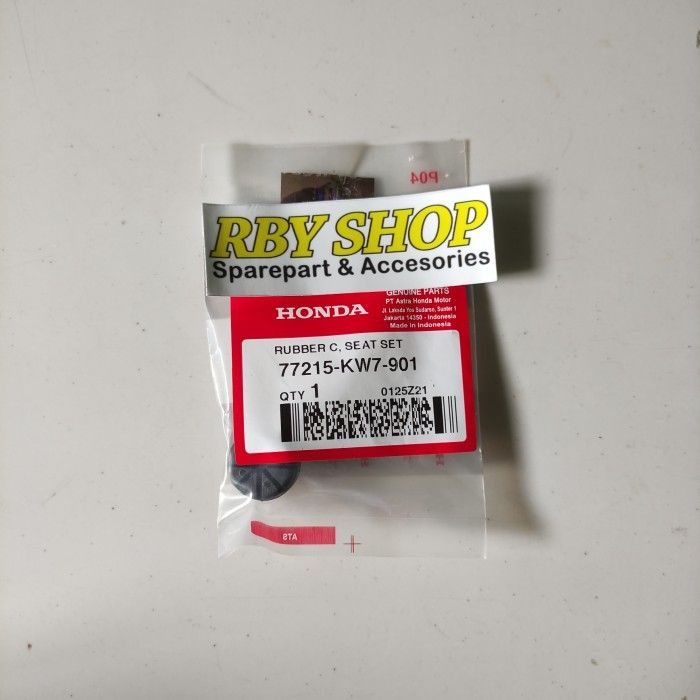 P04
RBY SHOP
Sparepart & Accesories
GENUINE PARTS
PT Astra Honda Motor
HONDA
Jl. Laksda Yos Sudarso, Sunter 1
Jakarta 14350 - Indonesia
Made in Indonesia
RUBBER C, SEAT SET
77215-KW7-901
QTY 1
0125Z21
ATS